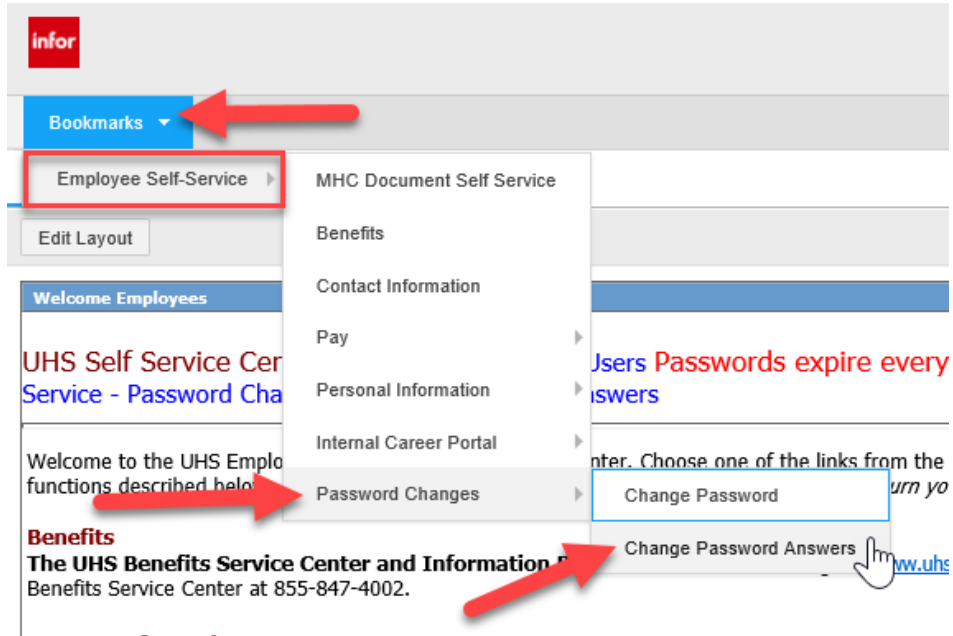 infor
Bookmarks
Employee Self-Service
MHC Document Self Service
Edit Layout
Benefits
Contact Information
Pay
Personal Information
Internal Career Portal
Password Changes
Change Password
Change Password Answers
Welcome Employees
UHS Self Service Cer Users Passwords expire every
Service - Password Cha nswers
Welcome to the UHS Emplo nter. Choose one of the links from the
functions described belo urn yo
Benefits
The UHS Benefits Service Center and Information ww.uhs
Benefits Service Center at 855-847-4002.